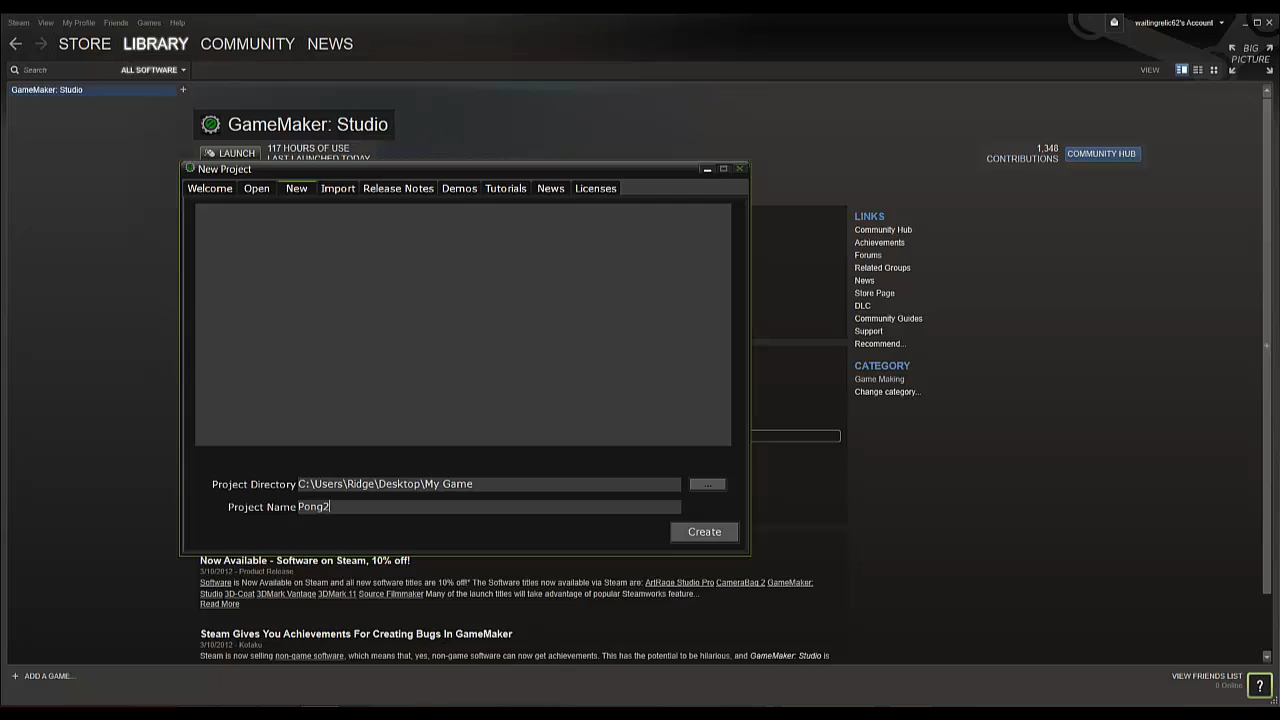 Steam View My Profile Friends Games Help
waitingrelic62's Account
STORE LIBRARY COMMUNITY NEWS
BIG PICTURE
Search ALL SOFTWARE
VIEW
GameMaker: Studio +
GameMaker: Studio
LAUNCH
117 HOURS OF USE
LAST LAUNCHED TODAY
1,348
CONTRIBUTIONS
COMMUNITY HUB
New Project
Welcome Open New Import Release Notes Demos Tutorials News Licenses
Project Directory C:\Users\Ridge\Desktop\My Game ...
Project Name Pong2
Create
LINKS
Community Hub
Achievements
Forums
Related Groups
News
Store Page
DLC
Community Guides
Support
Recommend...
CATEGORY
Game Making
Change category...
Now Available - Software on Steam, 10% off!
3/10/2012 - Product Release
Software is Now Available on Steam and all new software titles are 10% off!* The Software titles now available via Steam are: ArtRage Studio Pro CameraBag 2 GameMaker:
Studio 3D-Coat 3DMark Vantage 3DMark 11 Source Filmmaker Many of the launch titles will take advantage of popular Steamworks feature...
Read More
Steam Gives You Achievements For Creating Bugs In GameMaker
3/10/2012 - Kotaku
Steam is now selling non-game software, which means that, yes, non-game software can now get achievements. This has the potential to be hilarious, and GameMaker: Studio is
+ ADD A GAME...
VIEW FRIENDS LIST
0 Online
?